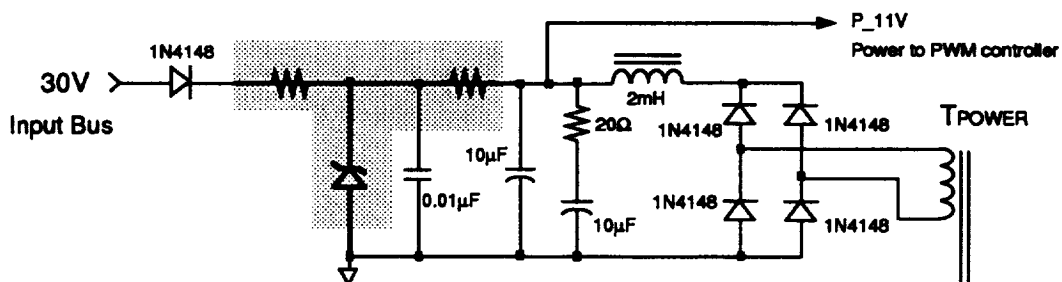 P_11V
1N4148
Power to PWM controller
30V
2mH
Input Bus
20Ω
1N4148
1N4148
TPOWER
10µF
0.01µF
1N4148
10µF
1N4148